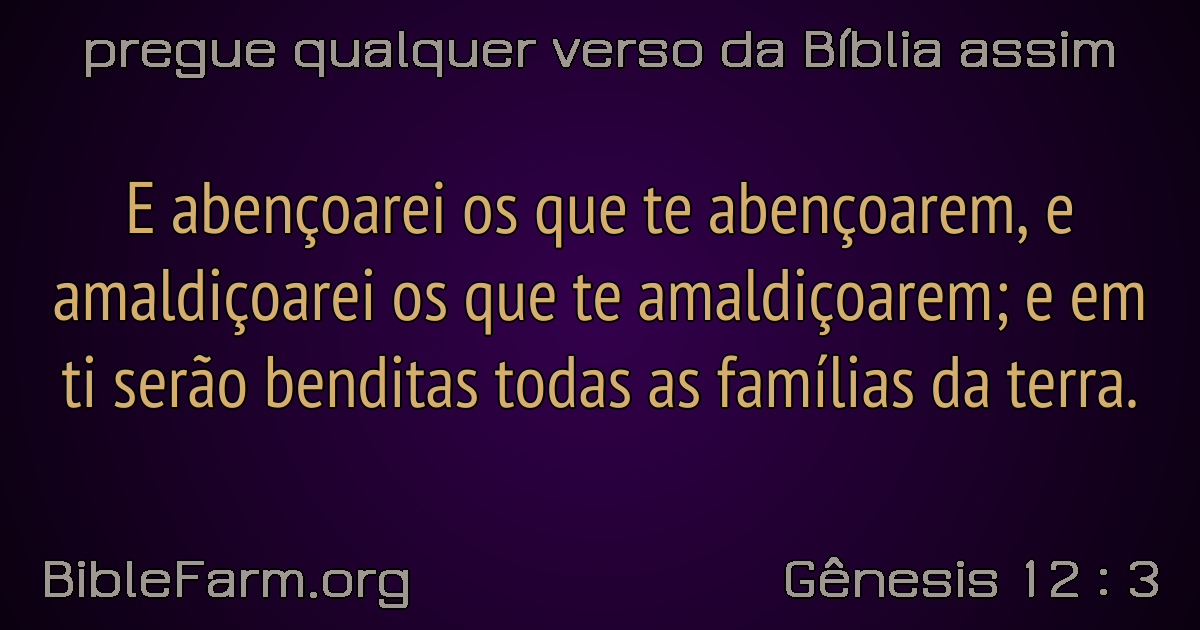 pregue qualquer verso da Bíblia assim
E abençoarei os que te abençoarem, e
amaldiçoarei os que te amaldiçoarem; e em
ti serão benditas todas as famílias da terra.
BibleFarm.org
Gênesis 12 : 3